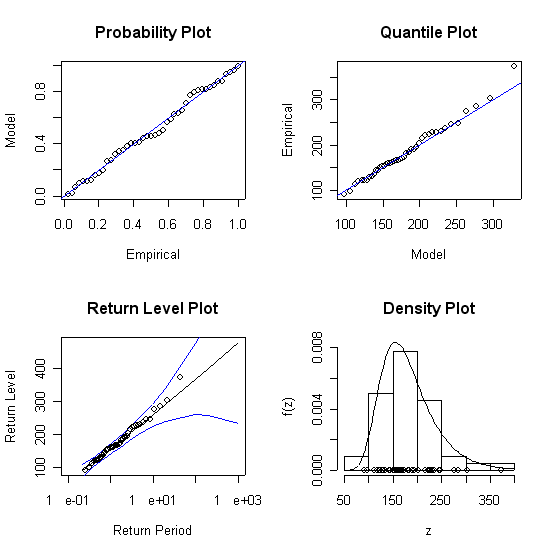 Probability Plot
Model
0.0 0.4 0.8
0.0 0.2 0.4 0.6 0.8 1.0
Empirical
Quantile Plot
Empirical
100 200 300
100 150 200 250 300
Model
Return Level Plot
Return Level
100 200 300 400
1 e-01 1 e+01 1 e+03
Return Period
Density Plot
f(z)
0.000 0.004 0.008
50 150 250 350
z